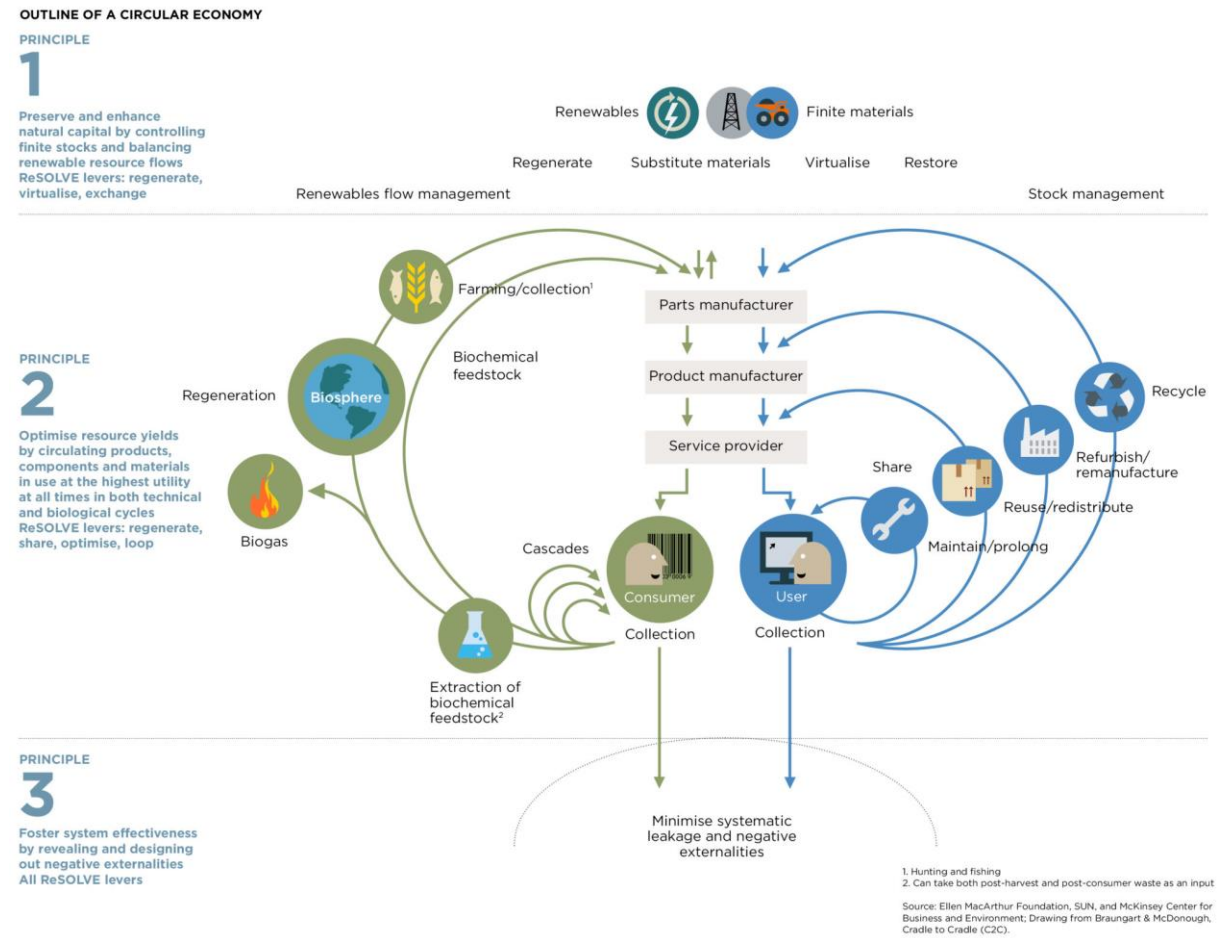 OUTLINE OF A CIRCULAR ECONOMY
PRINCIPLE
1
Preserve and enhance
natural capital by controlling
finite stocks and balancing
renewable resource flows
ReSOLVE levers: regenerate,
virtualise, exchange
Renewables
Finite materials
Regenerate
Substitute materials
Virtualise
Restore
Renewables flow management
Stock management
PRINCIPLE
2
Optimise resource yields
by circulating products,
components and materials
in use at the highest utility
at all times in both technical
and biological cycles
ReSOLVE levers: regenerate,
share, optimise, loop
Farming/collection¹
Biochemical
feedstock
Regeneration
Biosphere
Biogas
Cascades
Extraction of
biochemical
feedstock²
Parts manufacturer
Product manufacturer
Service provider
Consumer
Collection
User
Collection
Share
Maintain/prolong
Reuse/redistribute
Refurbish/
remanufacture
Recycle
PRINCIPLE
3
Foster system effectiveness
by revealing and designing
out negative externalities
All ReSOLVE levers
Minimise systematic
leakage and negative
externalities
1. Hunting and fishing
2. Can take both post-harvest and post-consumer waste as an input
Source: Ellen MacArthur Foundation, SUN, and McKinsey Center for
Business and Environment; Drawing from Braungart & McDonough,
Cradle to Cradle (C2C).